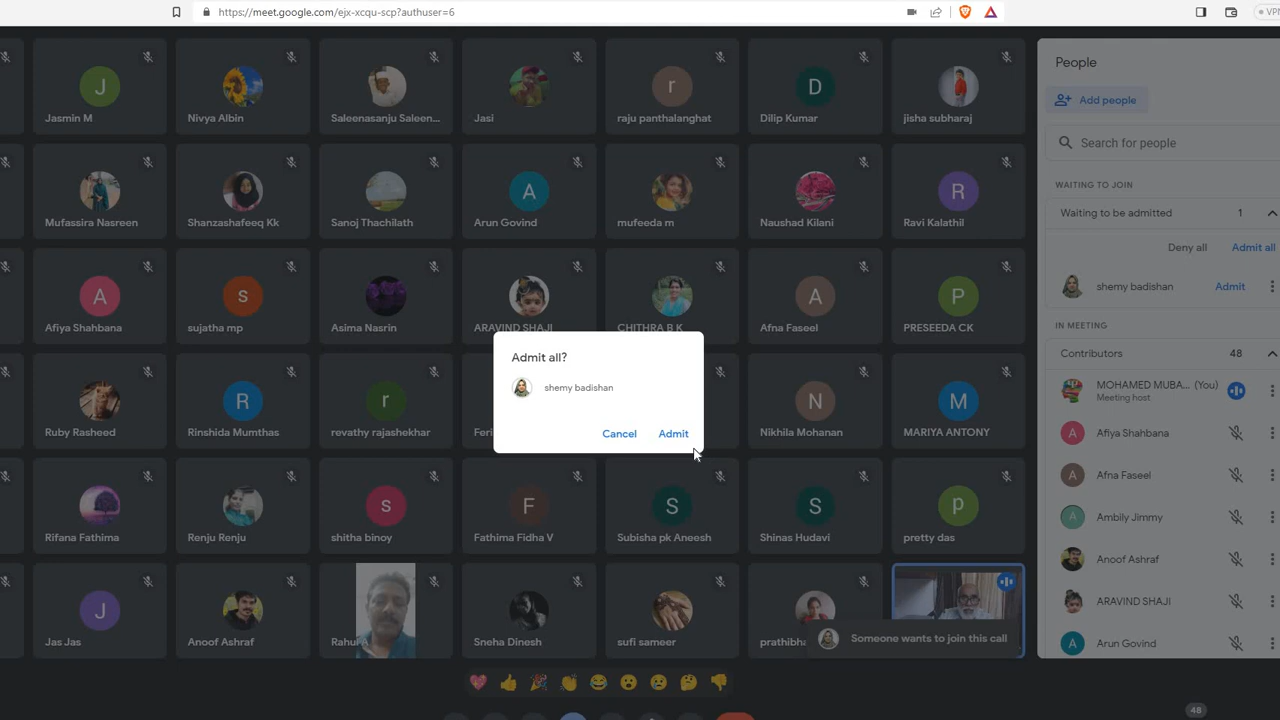 https://meet.google.com/ejx-xcqu-scp?authuser=6
VPN
J
Jasmin M
Nivya Albin
Saleenasanju Saleen...
Jasi
r
raju panthalanghat
D
Dilip Kumar
jisha subharaj
Mufassira Nasreen
Shanzashafeeq Kk
Sanoj Thachilath
A
Arun Govind
mufeeda m
Naushad Kilani
R
Ravi Kalathil
A
Afiya Shahbana
s
sujatha mp
Asima Nasrin
ARAVIND SHAJI
CHITHRA B K
A
Afna Faseel
P
PRESEEDA CK
Ruby Rasheed
R
Rinshida Mumthas
r
revathy rajashekhar
Feri
N
Nikhila Mohanan
M
MARIYA ANTONY
Rifana Fathima
Renju Renju
s
shitha binoy
F
Fathima Fidha V
S
Subisha pk Aneesh
S
Shinas Hudavi
p
pretty das
J
Jas Jas
Anoof Ashraf
Rahul A
Sneha Dinesh
sufi sameer
prathibha
Someone wants to join this call
Admit all?
shemy badishan
Cancel
Admit
People
Add people
Search for people
WAITING TO JOIN
Waiting to be admitted 1
Deny all Admit all
shemy badishan Admit
IN MEETING
Contributors 48
MOHAMED MUBA... (You)
Meeting host
A
Afiya Shahbana
Afna Faseel
Ambily Jimmy
Anoof Ashraf
ARAVIND SHAJI
A
Arun Govind
48